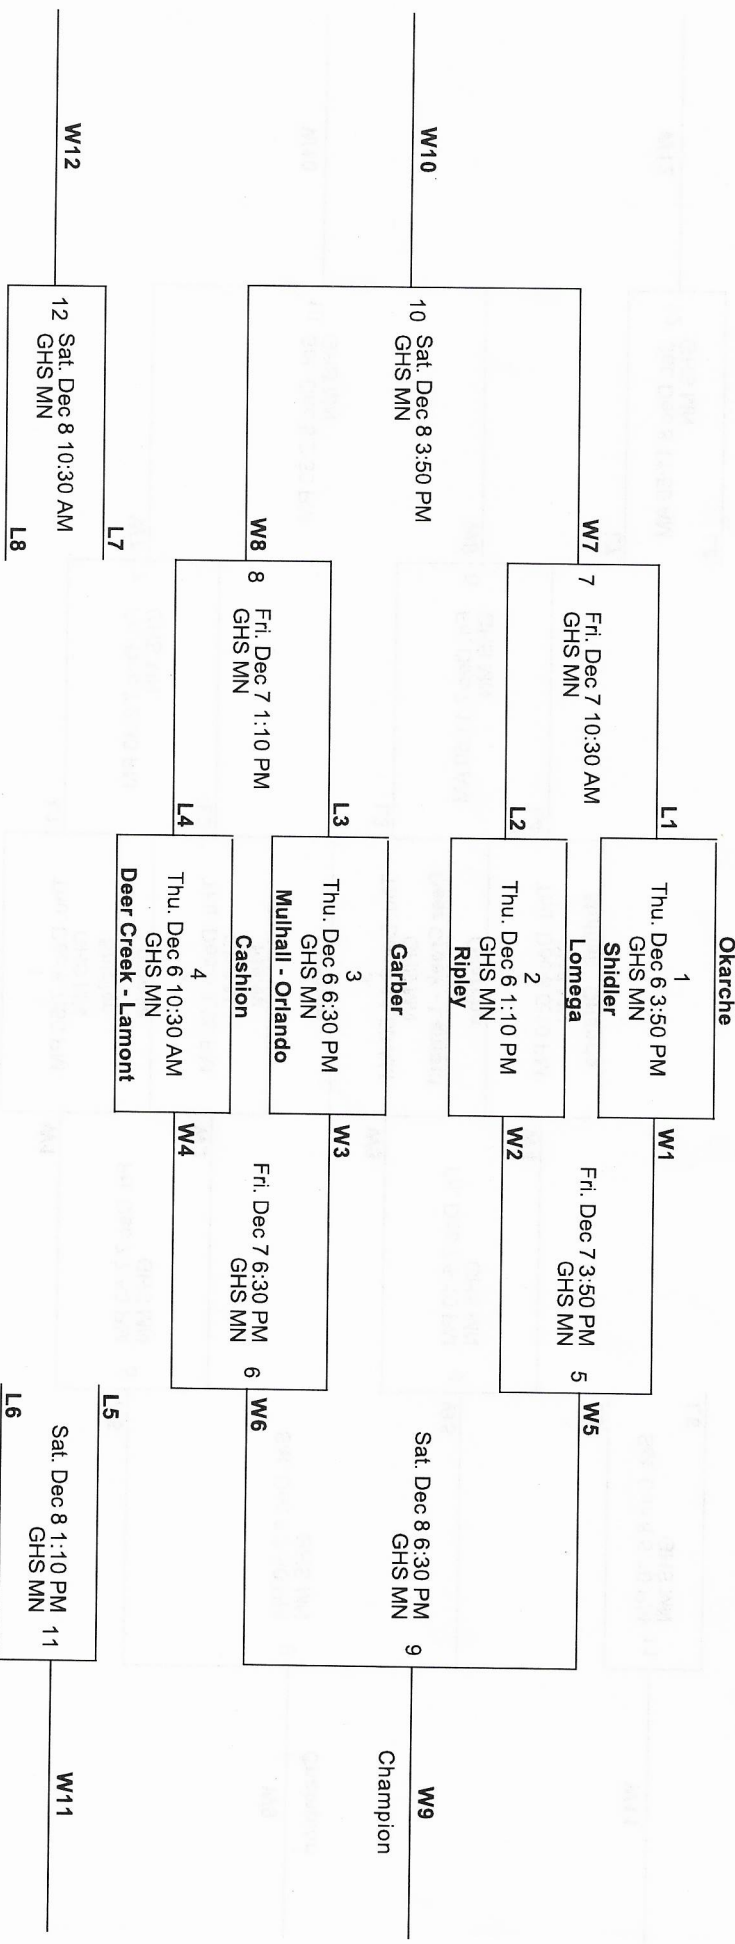 Okarche
L1
1
Thu. Dec 6 3:50 PM
GHS MN
W1
Shidler
W7
7 Fri. Dec 7 10:30 AM
GHS MN
Fri. Dec 7 3:50 PM
GHS MN
5
W5
Lomega
L2
2
Thu. Dec 6 1:10 PM
GHS MN
W2
Ripley
W10
10 Sat. Dec 8 3:50 PM
GHS MN
Sat. Dec 8 6:30 PM
GHS MN
9
W9
Champion
Garber
L3
3
Thu. Dec 6 6:30 PM
GHS MN
W3
Mulhall - Orlando
W8
8 Fri. Dec 7 1:10 PM
GHS MN
Fri. Dec 7 6:30 PM
GHS MN
6
W6
Cashion
L4
4
Thu. Dec 6 10:30 AM
GHS MN
W4
Deer Creek - Lamont
L7
W12
12 Sat. Dec 8 10:30 AM
GHS MN
L8
L5
Sat. Dec 8 1:10 PM 11
GHS MN
W11
L6